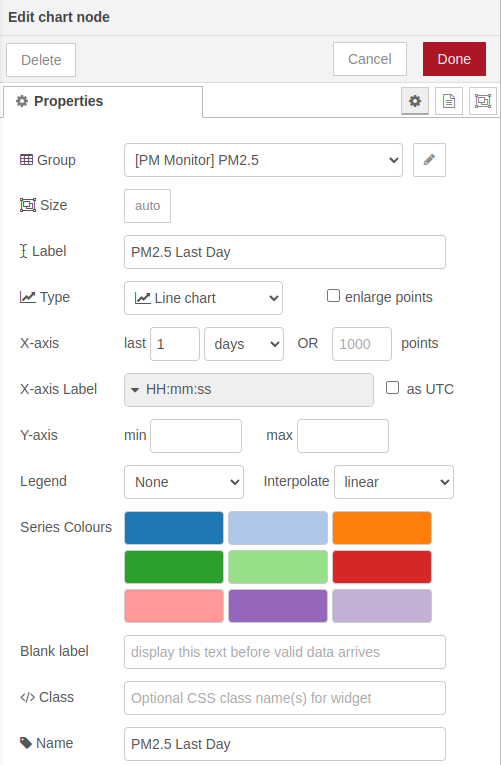 Edit chart node
Delete Cancel Done
Properties
Group [PM Monitor] PM2.5
Size auto
Label PM2.5 Last Day
Type Line chart enlarge points
X-axis last 1 days OR 1000 points
X-axis Label HH:mm:ss as UTC
Y-axis min max
Legend None Interpolate linear
Series Colours
Blank label display this text before valid data arrives
Class Optional CSS class name(s) for widget
Name PM2.5 Last Day